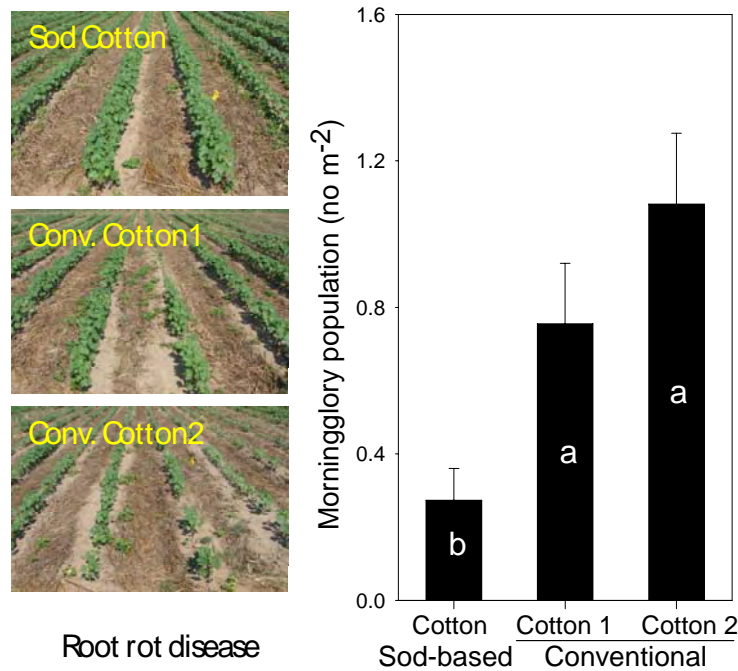 Sod Cotton
Conv. Cotton1
Conv. Cotton2
Root rot disease
Morningglory population (no m-2)
1.6
1.2
0.8
0.4
0.0
b
a
a
Cotton Cotton 1 Cotton 2
Sod-based Conventional